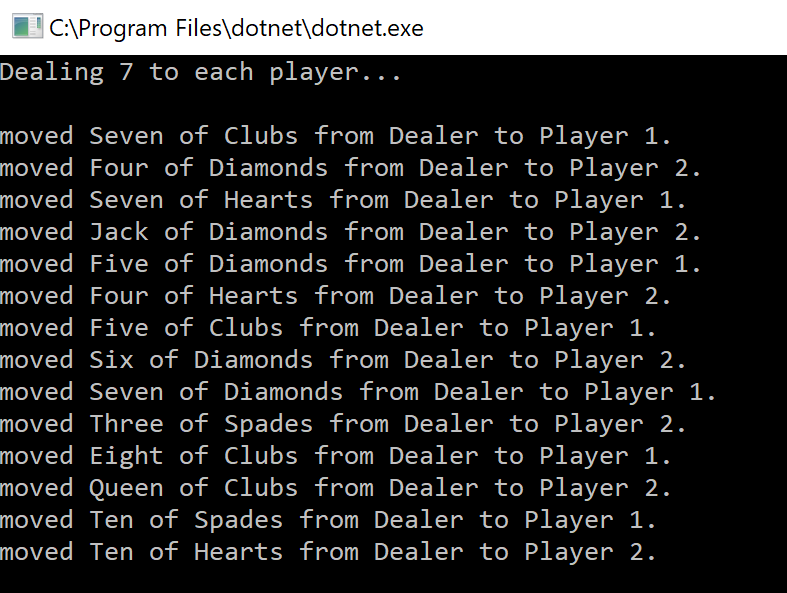 C:\Program Files\dotnet\dotnet.exe
Dealing 7 to each player...
moved Seven of Clubs from Dealer to Player 1.
moved Four of Diamonds from Dealer to Player 2.
moved Seven of Hearts from Dealer to Player 1.
moved Jack of Diamonds from Dealer to Player 2.
moved Five of Diamonds from Dealer to Player 1.
moved Four of Hearts from Dealer to Player 2.
moved Five of Clubs from Dealer to Player 1.
moved Six of Diamonds from Dealer to Player 2.
moved Seven of Diamonds from Dealer to Player 1.
moved Three of Spades from Dealer to Player 2.
moved Eight of Clubs from Dealer to Player 1.
moved Queen of Clubs from Dealer to Player 2.
moved Ten of Spades from Dealer to Player 1.
moved Ten of Hearts from Dealer to Player 2.